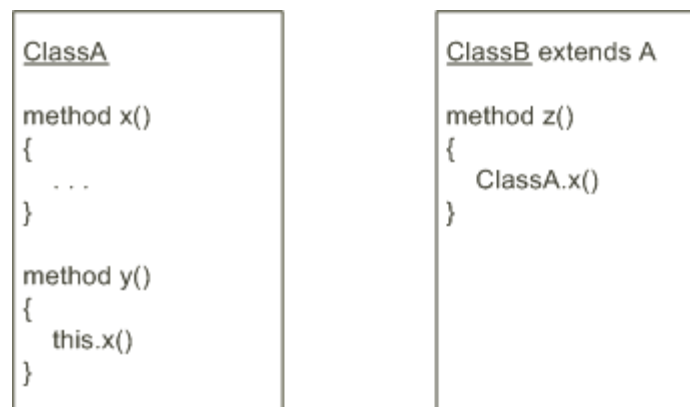 ClassA
method x()
{
. . .
}
method y()
{
this.x()
}
ClassB extends A
method z()
{
ClassA.x()
}